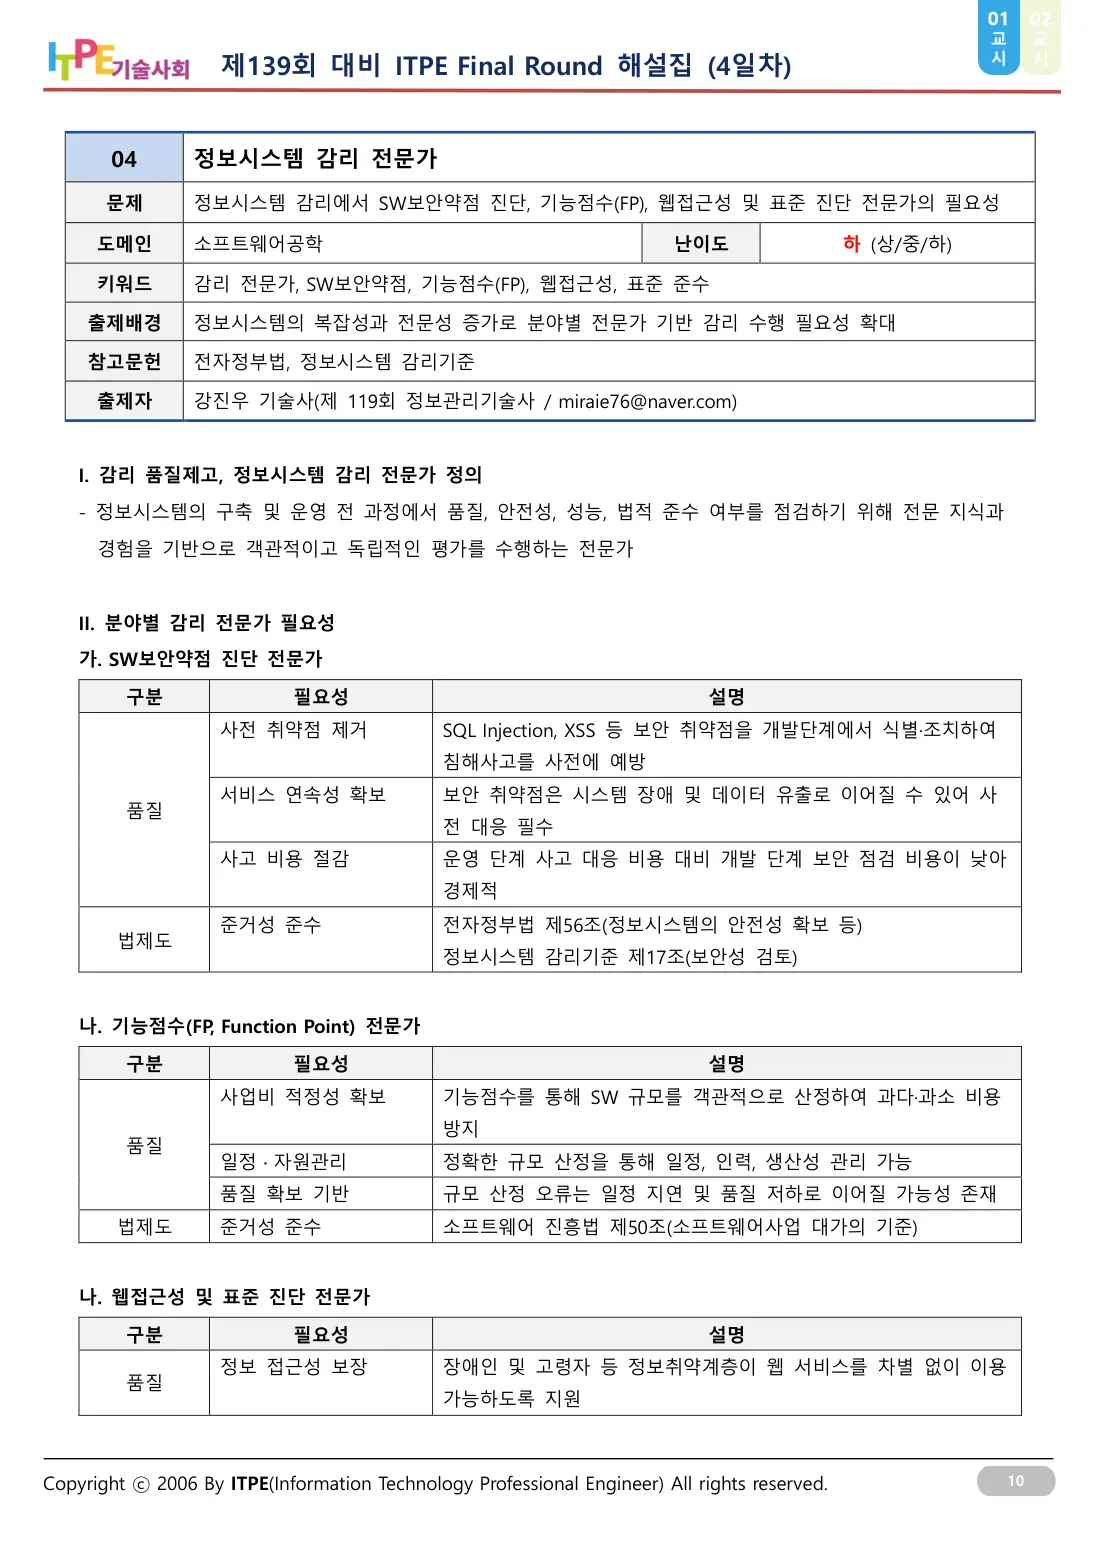 ITPE기술사회 제139회 대비 ITPE Final Round 해설집 (4일차)
01 교시
02 교시
04 정보시스템 감리 전문가
문제 정보시스템 감리에서 SW보안약점 진단, 기능점수(FP), 웹접근성 및 표준 진단 전문가의 필요성
도메인 소프트웨어공학 난이도 하 (상/중/하)
키워드 감리 전문가, SW보안약점, 기능점수(FP), 웹접근성, 표준 준수
출제배경 정보시스템의 복잡성과 전문성 증가로 분야별 전문가 기반 감리 수행 필요성 확대
참고문헌 전자정부법, 정보시스템 감리기준
출제자 강진우 기술사(제 119회 정보관리기술사 / miraie76@naver.com)
I. 감리 품질제고, 정보시스템 감리 전문가 정의
- 정보시스템의 구축 및 운영 전 과정에서 품질, 안전성, 성능, 법적 준수 여부를 점검하기 위해 전문 지식과
경험을 기반으로 객관적이고 독립적인 평가를 수행하는 전문가
II. 분야별 감리 전문가 필요성
가. SW보안약점 진단 전문가
구분 필요성 설명
품질
사전 취약점 제거 SQL Injection, XSS 등 보안 취약점을 개발단계에서 식별·조치하여
침해사고를 사전에 예방
서비스 연속성 확보 보안 취약점은 시스템 장애 및 데이터 유출로 이어질 수 있어 사
전 대응 필수
사고 비용 절감 운영 단계 사고 대응 비용 대비 개발 단계 보안 점검 비용이 낮아
경제적
법제도
준거성 준수 전자정부법 제56조(정보시스템의 안전성 확보 등)
정보시스템 감리기준 제17조(보안성 검토)
나. 기능점수(FP, Function Point) 전문가
구분 필요성 설명
품질
사업비 적정성 확보 기능점수를 통해 SW 규모를 객관적으로 산정하여 과다·과소 비용
방지
일정 · 자원관리 정확한 규모 산정을 통해 일정, 인력, 생산성 관리 가능
품질 확보 기반 규모 산정 오류는 일정 지연 및 품질 저하로 이어질 가능성 존재
법제도 준거성 준수 소프트웨어 진흥법 제50조(소프트웨어사업 대가의 기준)
나. 웹접근성 및 표준 진단 전문가
구분 필요성 설명
품질
정보 접근성 보장 장애인 및 고령자 등 정보취약계층이 웹 서비스를 차별 없이 이용
가능하도록 지원
Copyright ⓒ 2006 By ITPE(Information Technology Professional Engineer) All rights reserved.
10